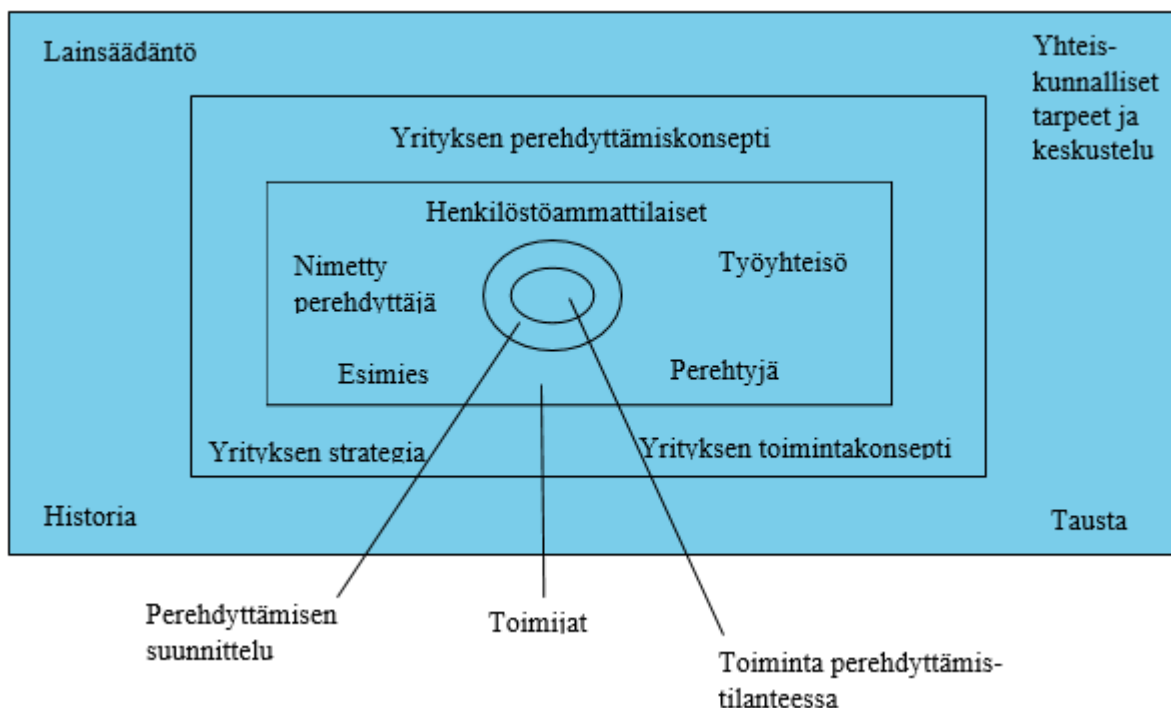 Lainsäädäntö
Yhteis-
kunnalliset
tarpeet ja
keskustelu
Yrityksen perehdyttämiskonsepti
Henkilöstöammattilaiset
Nimetty
perehdyttäjä
Työyhteisö
Esimies
Perehtyjä
Yrityksen strategia
Yrityksen toimintakonsepti
Historia
Tausta
Perehdyttämisen
suunnittelu
Toimijat
Toiminta perehdyttämis-
tilanteessa